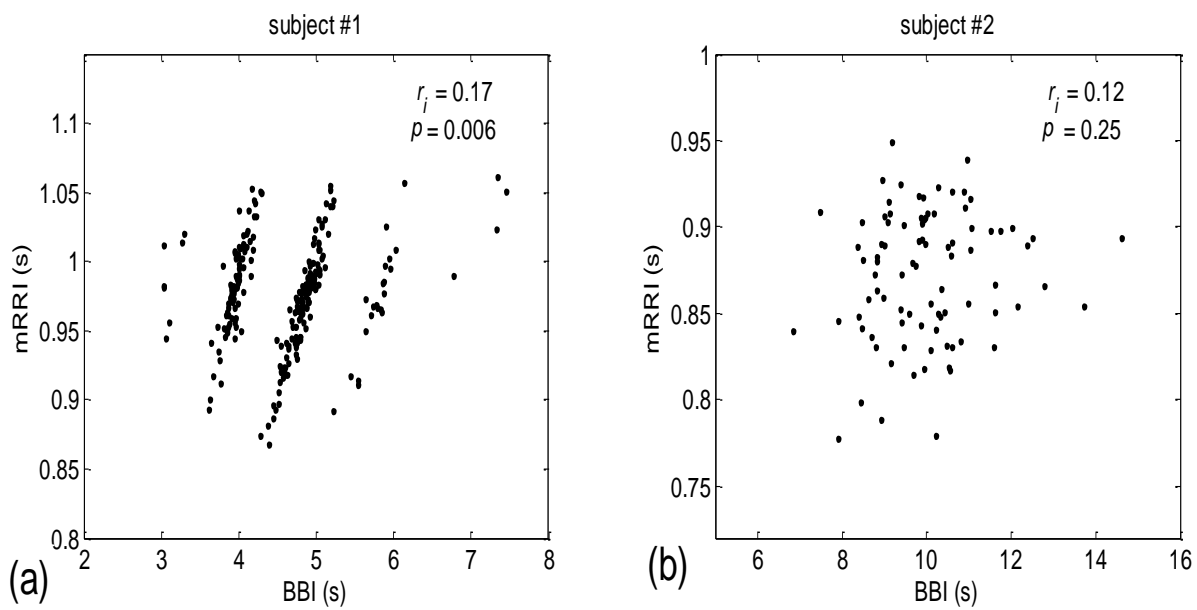 subject #1
r_i = 0.17
p = 0.006
1.1
1.05
1
0.95
0.9
0.85
0.8
mRRI (s)
2 3 4 5 6 7 8
BBI (s)
(a)
subject #2
r_i = 0.12
p = 0.25
1
0.95
0.9
0.85
0.8
0.75
mRRI (s)
6 8 10 12 14 16
BBI (s)
(b)